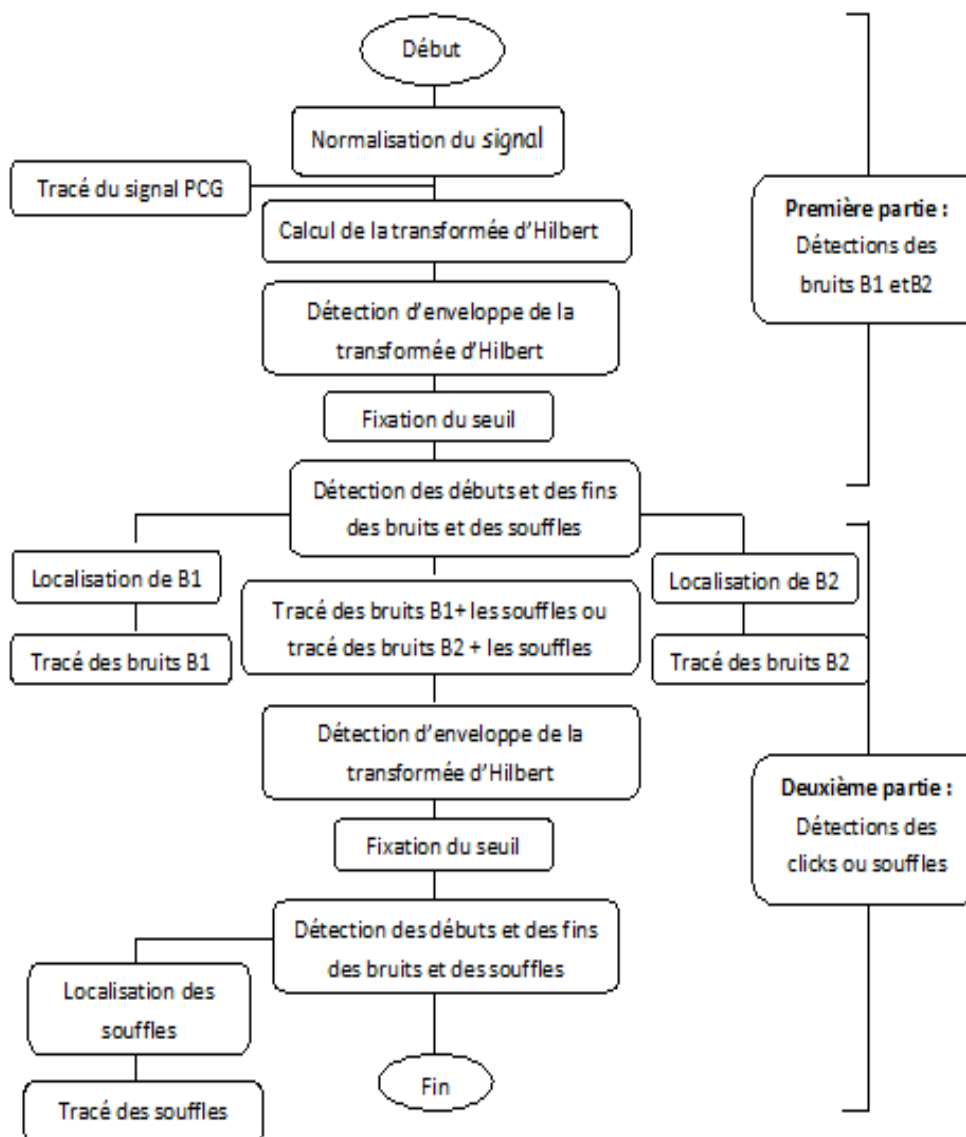 Début
Normalisation du signal
Tracé du signal PCG
Calcul de la transformée d’Hilbert
Première partie :
Détections des
bruits B1 etB2
Détection d’enveloppe de la
transformée d’Hilbert
Fixation du seuil
Détection des débuts et des fins
des bruits et des souffles
Localisation de B1
Tracé des bruits B1
Tracé des bruits B1+ les souffles ou
tracé des bruits B2 + les souffles
Localisation de B2
Tracé des bruits B2
Détection d’enveloppe de la
transformée d’Hilbert
Deuxième partie :
Détections des
clicks ou souffles
Fixation du seuil
Détection des débuts et des fins
des bruits et des souffles
Localisation des
souffles
Tracé des souffles
Fin